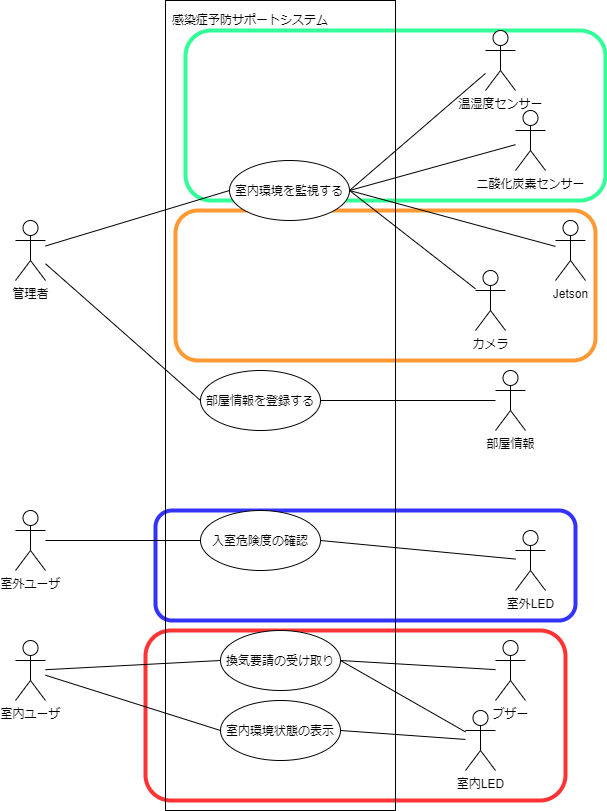 感染症予防サポートシステム
温湿度センサー
二酸化炭素センサー
室内環境を監視する
管理者
Jetson
カメラ
部屋情報を登録する
部屋情報
入室危険度の確認
室外ユーザ
室外LED
換気要請の受け取り
室内ユーザ
ブザー
室内環境状態の表示
室内LED